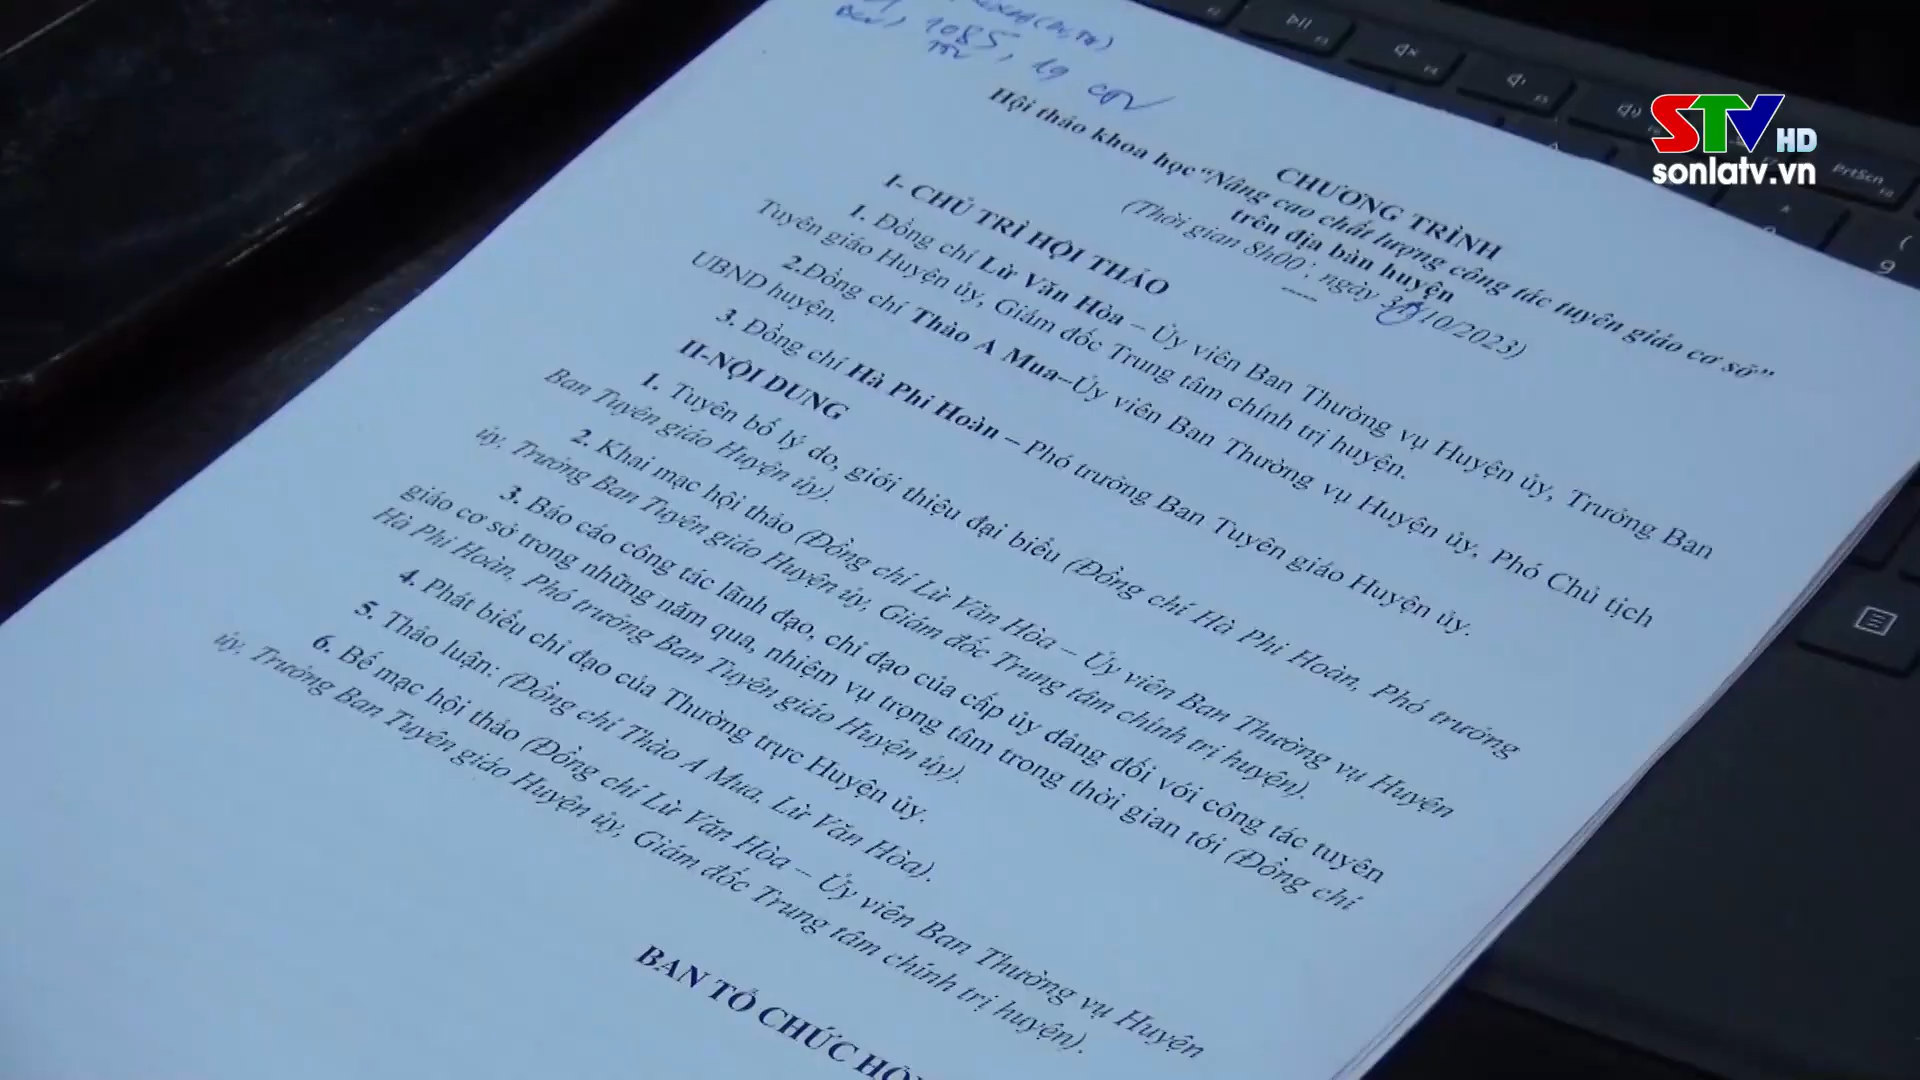 1085, 19
STV HD
sonlatv.vn
CHƯƠNG TRÌNH
Hội thảo khoa học “Nâng cao chất lượng công tác tuyên giáo cơ sở”
trên địa bàn huyện
(Thời gian 8h00’; ngày 31/10/2023)
I- CHỦ TRÌ HỘI THẢO
1. Đồng chí Lừ Văn Hòa – Ủy viên Ban Thường vụ Huyện ủy, Trưởng Ban
Tuyên giáo Huyện ủy, Giám đốc Trung tâm chính trị huyện.
2.Đồng chí Thào A Mua–Ủy viên Ban Thường vụ Huyện ủy, Phó Chủ tịch
UBND huyện.
3. Đồng chí Hà Phi Hoàn – Phó trưởng Ban Tuyên giáo Huyện ủy.
II-NỘI DUNG
1. Tuyên bố lý do, giới thiệu đại biểu (Đồng chí Hà Phi Hoàn, Phó trưởng
Ban Tuyên giáo Huyện ủy).
2. Khai mạc hội thảo (Đồng chí Lừ Văn Hòa – Ủy viên Ban Thường vụ Huyện
ủy, Trưởng Ban Tuyên giáo Huyện ủy, Giám đốc Trung tâm chính trị huyện).
3. Báo cáo công tác lãnh đạo, chỉ đạo của cấp ủy đảng đối với công tác tuyên
giáo cơ sở trong những năm qua, nhiệm vụ trọng tâm trong thời gian tới (Đồng chí
Hà Phi Hoàn, Phó trưởng Ban Tuyên giáo Huyện ủy).
4. Phát biểu chỉ đạo của Thường trực Huyện ủy.
5. Thảo luận: (Đồng chí Thào A Mua, Lừ Văn Hòa).
6. Bế mạc hội thảo (Đồng chí Lừ Văn Hòa – Ủy viên Ban Thường vụ Huyện
ủy, Trưởng Ban Tuyên giáo Huyện ủy, Giám đốc Trung tâm chính trị huyện).
BAN TỔ CHỨC
PrtScn
9